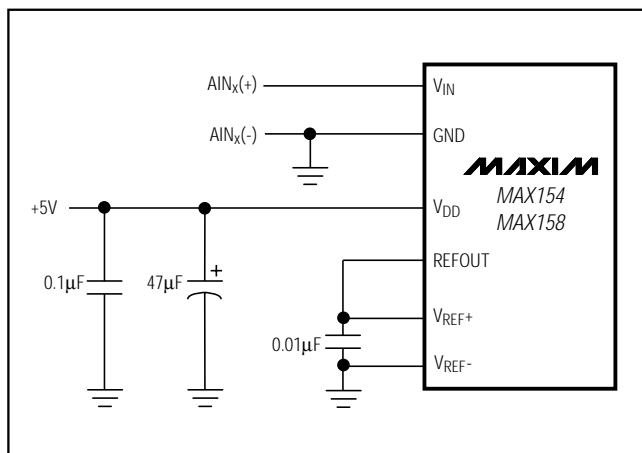 AINx(+)
VIN
AINx(-)
GND
MAXIM
MAX154
MAX158
+5V
VDD
REFOUT
0.1μF
47μF
+
VREF+
0.01μF
VREF-